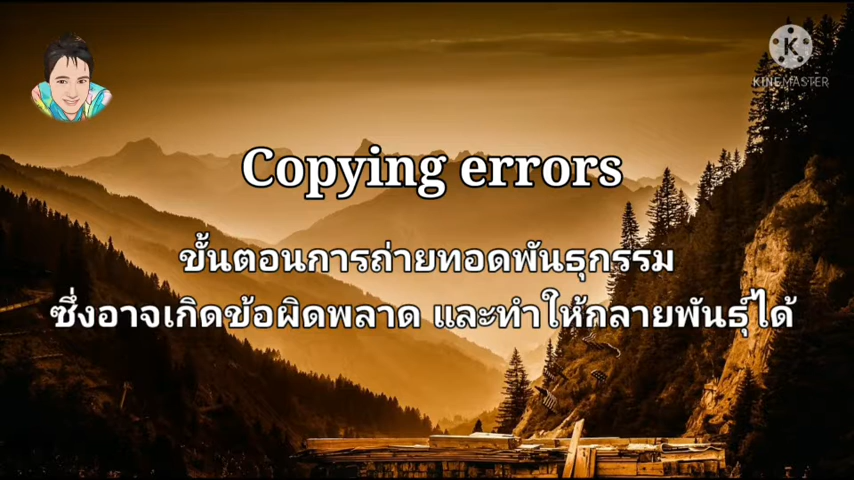 K
KINEMASTER
Copying errors
ขั้นตอนการถ่ายทอดพันธุกรรม
ซึ่งอาจเกิดข้อผิดพลาด และทำให้กลายพันธุ์ได้